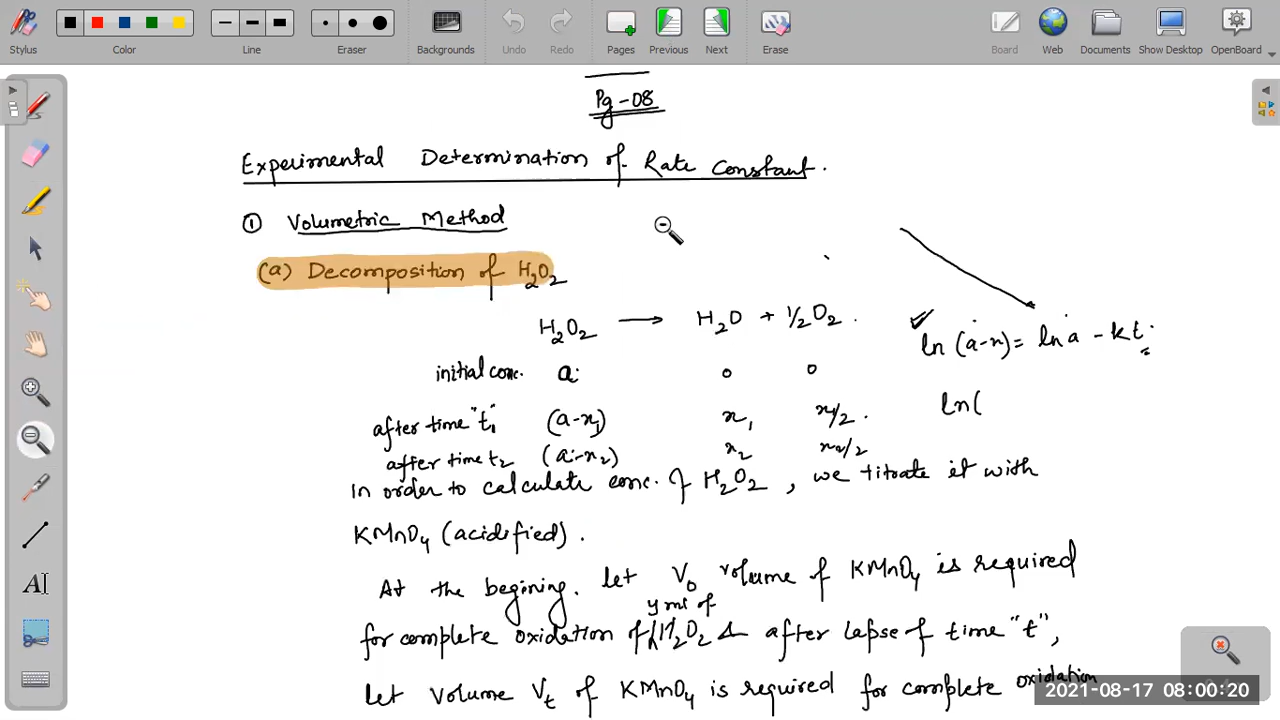 Stylus Color Line Eraser Backgrounds Undo Redo Pages Previous Next Erase Board Web Documents Show Desktop OpenBoard
Pg-08
Experimental Determination of Rate Constant.
① Volumetric Method
(a) Decomposition of H₂O₂
H₂O₂ ⟶ H₂O + 1/2 O₂.
ln (a-x) = ln a - kt.
initial conc. a 0 0
ln(
after time "t₁" (a-x₁) x₁ x₁/2.
after time t₂ (a-x₂) x₂ x₂/2
In order to calculate conc. of H₂O₂, we titrate it with
KMnO₄ (acidified).
At the begining, let V₀ volume of KMnO₄ is required
y ml of
for complete oxidation of H₂O₂ & after lapse of time "t",
let volume Vt of KMnO₄ is required for complete oxidation
2021-08-17 08:00:20